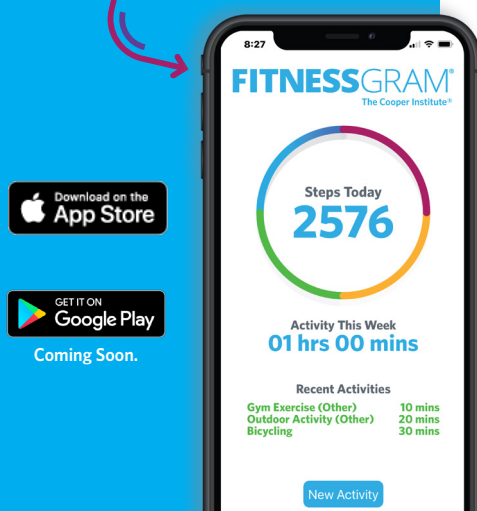 8:27
FITNESSGRAM®
The Cooper Institute®
Download on the
App Store
GET IT ON
Google Play
Coming Soon.
Steps Today
2576
Activity This Week
01 hrs 00 mins
Recent Activities
Gym Exercise (Other) 10 mins
Outdoor Activity (Other) 20 mins
Bicycling 30 mins
New Activity